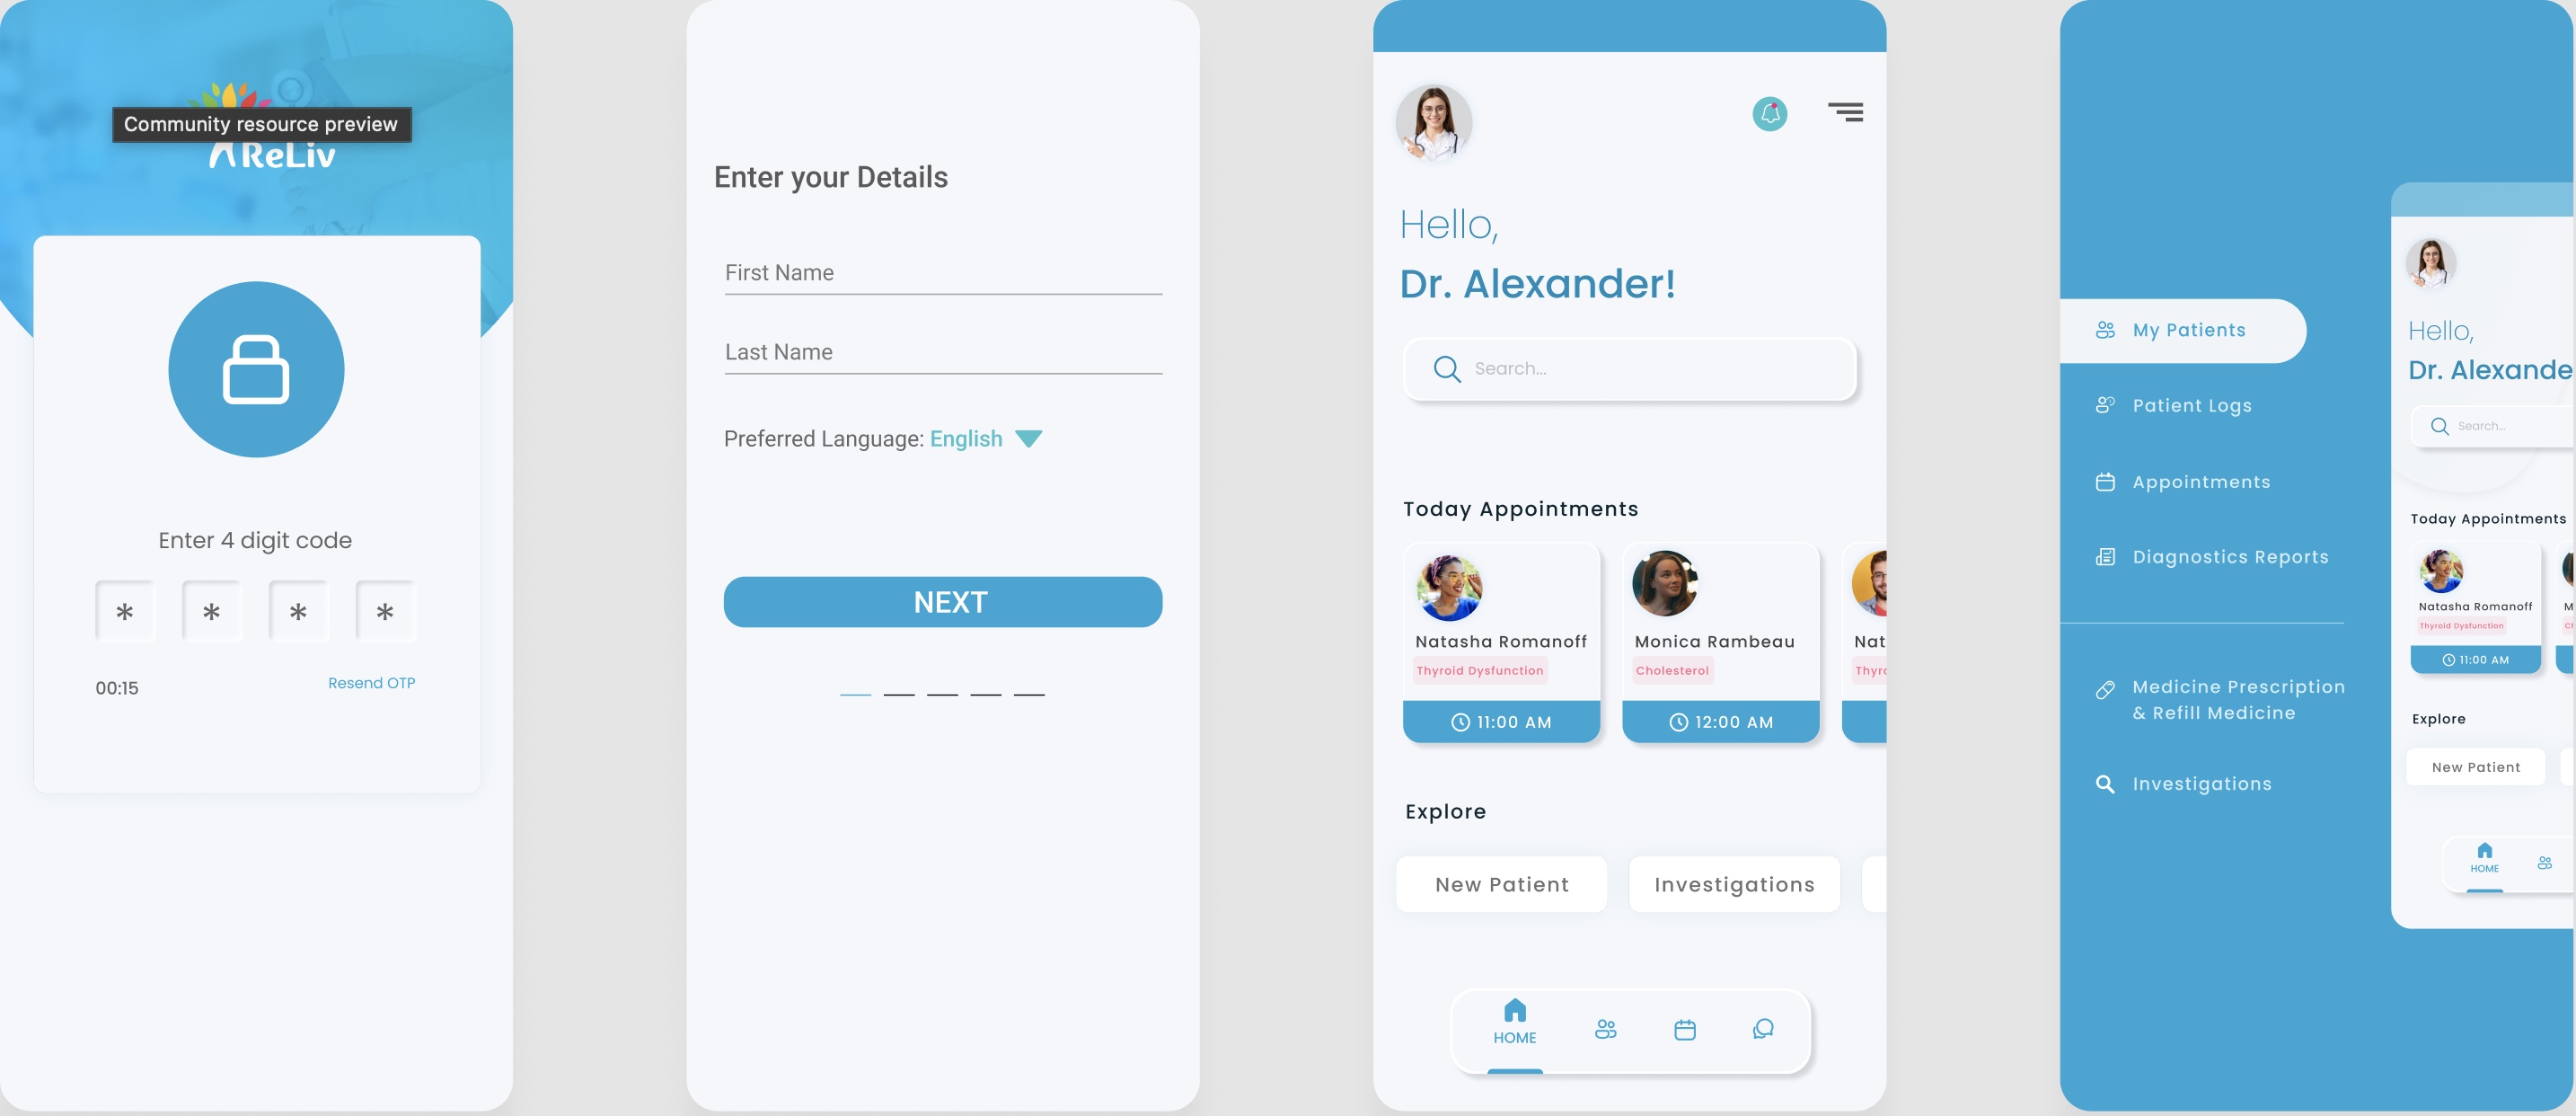 Community resource preview
ReLiv
Enter 4 digit code
* * * *
00:15
Resend OTP
Enter your Details
First Name
Last Name
Preferred Language: English
NEXT
Hello,
Dr. Alexander!
Search...
Today Appointments
Natasha Romanoff
Thyroid Dysfunction
11:00 AM
Monica Rambeau
Cholesterol
12:00 AM
Nat
Thyro
Explore
New Patient
Investigations
HOME
My Patients
Patient Logs
Appointments
Diagnostics Reports
Medicine Prescription
& Refill Medicine
Investigations
Hello,
Dr. Alexande
Search...
Today Appointments
Natasha Romanoff
Thyroid Dysfunction
11:00 AM
M
Ch
Explore
New Patient
HOME